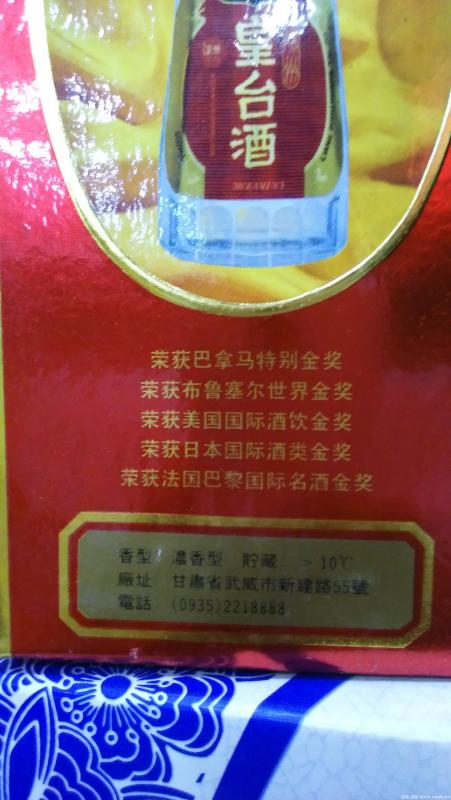 皇台酒
荣获巴拿马特别金奖
荣获布鲁塞尔世界金奖
荣获美国国际酒饮金奖
荣获日本国际酒类金奖
荣获法国巴黎国际名酒金奖
香型 濃香型 貯藏 >10℃
廠址 甘肅省武威市新建路55號
電話 (0935)2218888